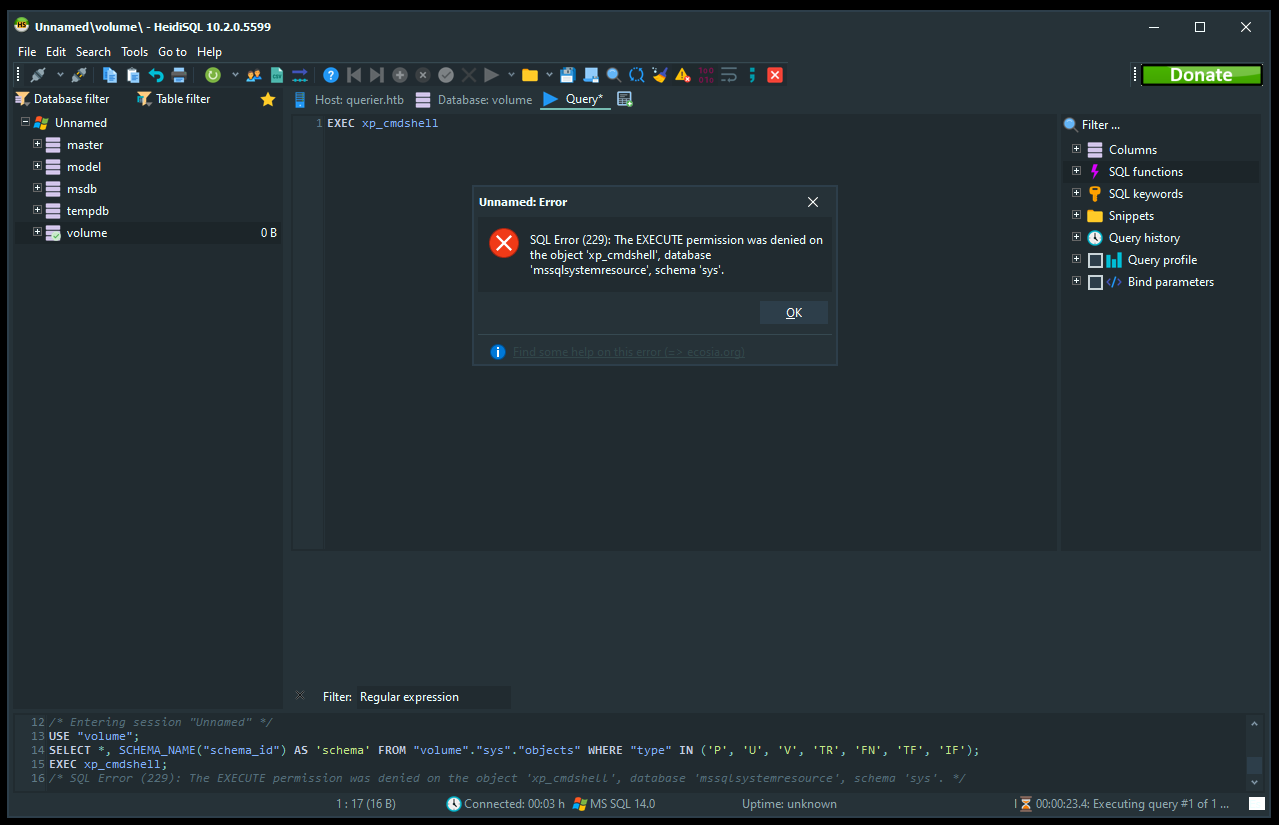 Unnamed\volume\ - HeidiSQL 10.2.0.5599
File Edit Search Tools Go to Help
Donate
Database filter Table filter
Host: querier.htb Database: volume Query*
Unnamed
master
model
msdb
tempdb
volume 0 B
1 EXEC xp_cmdshell
Filter ...
Columns
SQL functions
SQL keywords
Snippets
Query history
Query profile
Bind parameters
Unnamed: Error
SQL Error (229): The EXECUTE permission was denied on
the object 'xp_cmdshell', database
'mssqlsystemresource', schema 'sys'.
OK
Find some help on this error (=> ecosia.org)
Filter: Regular expression
12 /* Entering session "Unnamed" */
13 USE "volume";
14 SELECT *, SCHEMA_NAME("schema_id") AS 'schema' FROM "volume"."sys"."objects" WHERE "type" IN ('P', 'U', 'V', 'TR', 'FN', 'TF', 'IF');
15 EXEC xp_cmdshell;
16 /* SQL Error (229): The EXECUTE permission was denied on the object 'xp_cmdshell', database 'mssqlsystemresource', schema 'sys'. */
1 : 17 (16 B) Connected: 00:03 h MS SQL 14.0 Uptime: unknown 00:00:23.4: Executing query #1 of 1 ...